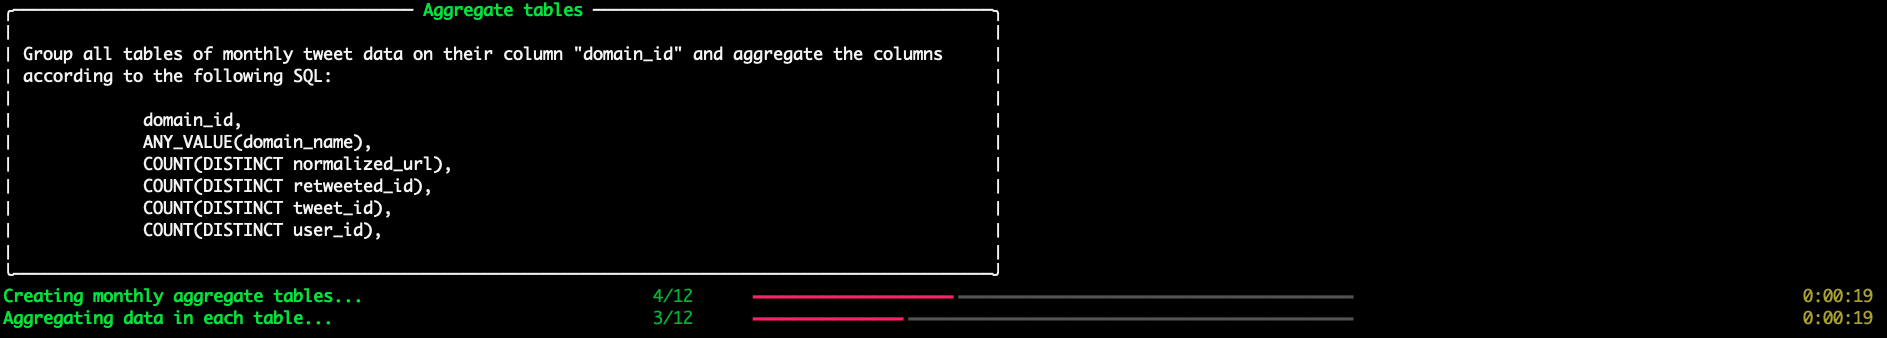 Aggregate tables
Group all tables of monthly tweet data on their column "domain_id" and aggregate the columns
according to the following SQL:
domain_id,
ANY_VALUE(domain_name),
COUNT(DISTINCT normalized_url),
COUNT(DISTINCT retweeted_id),
COUNT(DISTINCT tweet_id),
COUNT(DISTINCT user_id),
Creating monthly aggregate tables... 4/12 0:00:19
Aggregating data in each table... 3/12 0:00:19